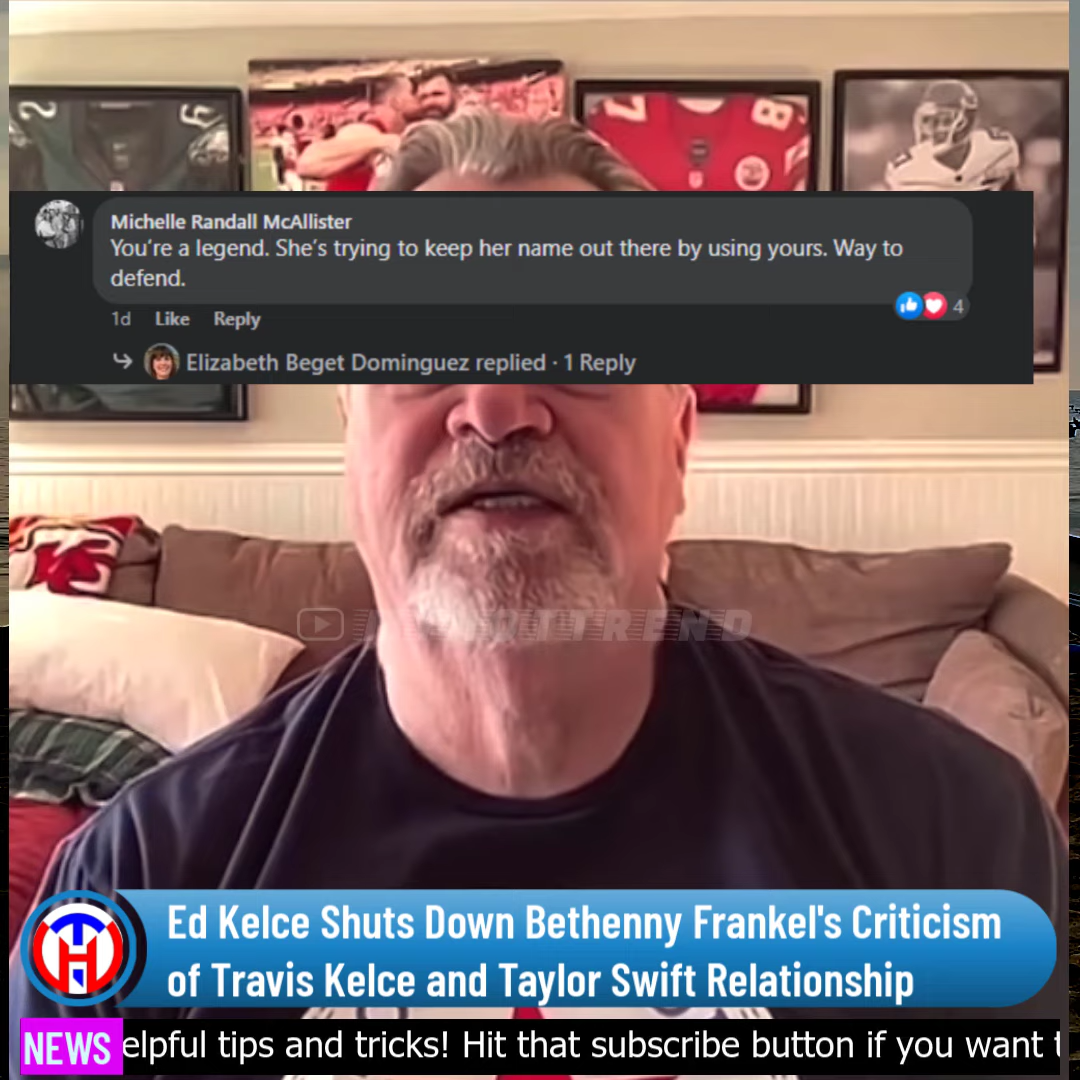 Michelle Randall McAllister
You're a legend. She's trying to keep her name out there by using yours. Way to
defend.
4
1d Like Reply
Elizabeth Beget Dominguez replied · 1 Reply
Ed Kelce Shuts Down Bethenny Frankel's Criticism
of Travis Kelce and Taylor Swift Relationship
NEWS elpful tips and tricks! Hit that subscribe button if you want t